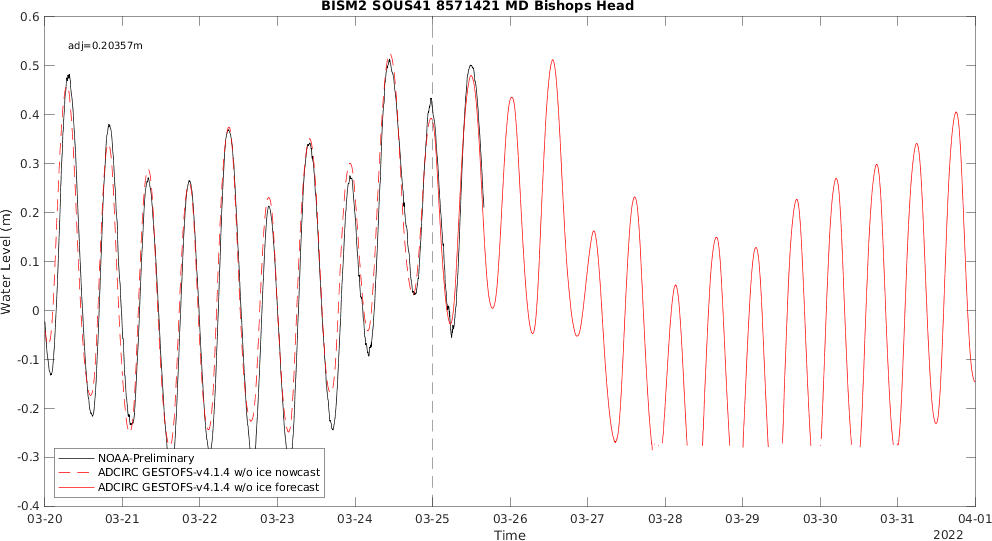 BISM2 SOUS41 8571421 MD Bishops Head
adj=0.20357m
Water Level (m)
0.6
0.5
0.4
0.3
0.2
0.1
0
-0.1
-0.2
-0.3
-0.4
NOAA-Preliminary
ADCIRC GESTOFS-v4.1.4 w/o ice nowcast
ADCIRC GESTOFS-v4.1.4 w/o ice forecast
03-20 03-21 03-22 03-23 03-24 03-25 03-26 03-27 03-28 03-29 03-30 03-31 04-01
Time
2022